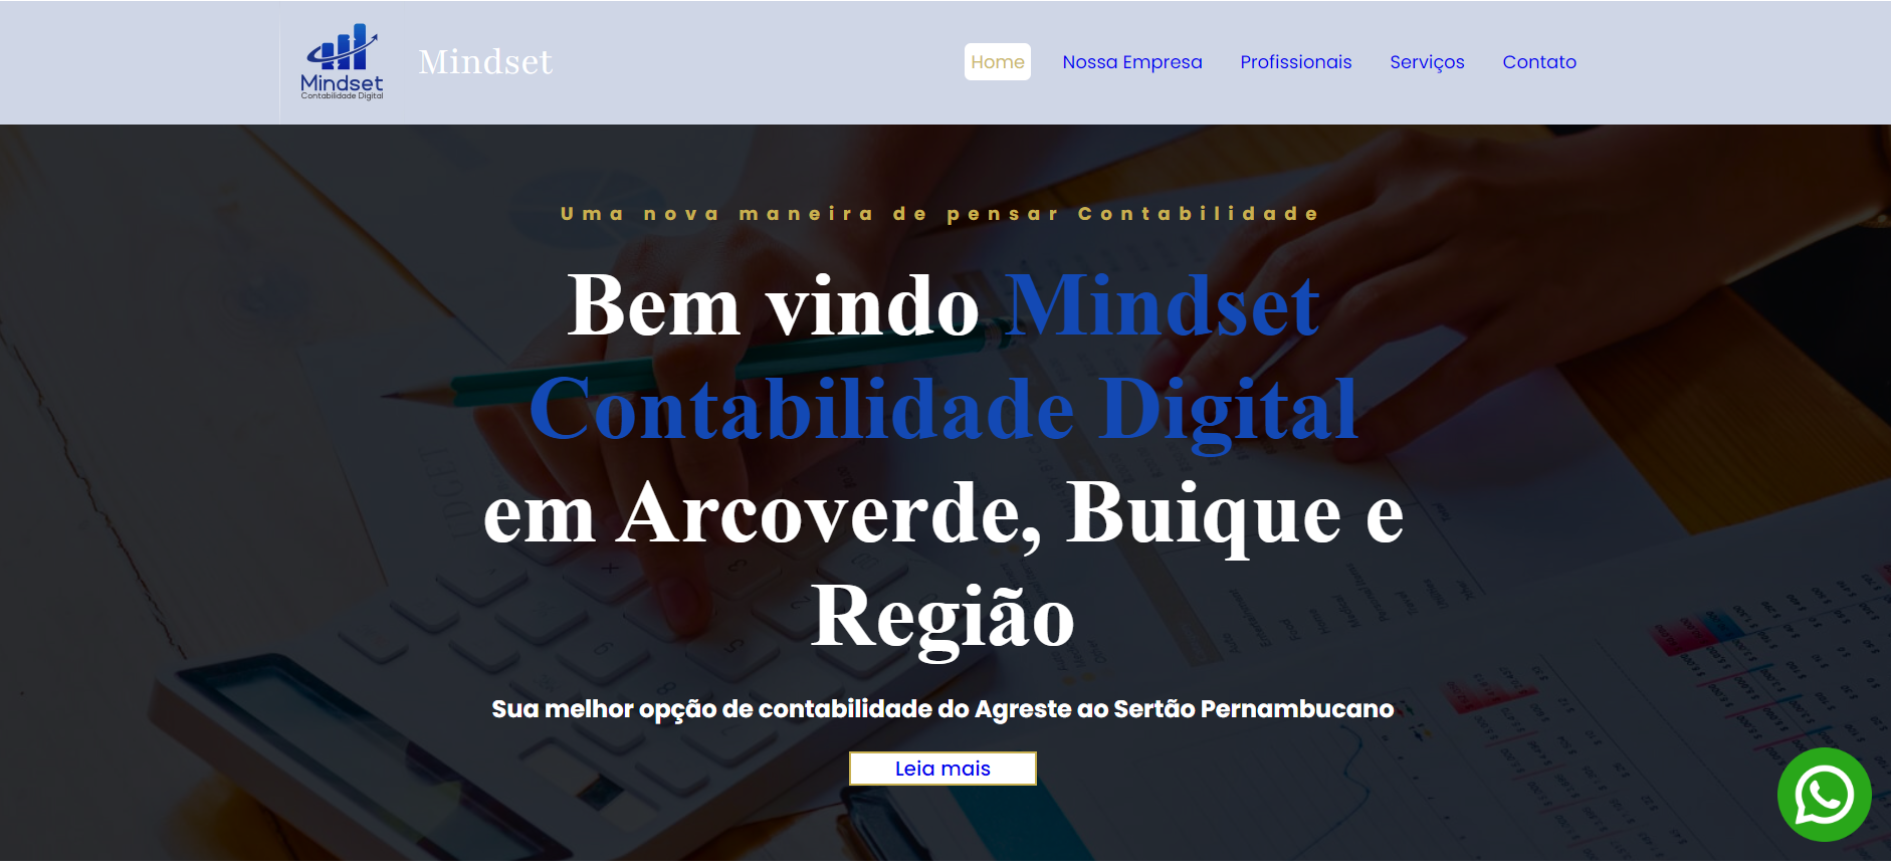 Mindset
Contabilidade Digital
Mindset
Home Nossa Empresa Profissionais Serviços Contato
Uma nova maneira de pensar Contabilidade
Bem vindo Mindset
Contabilidade Digital
em Arcoverde, Buique e
Região
Sua melhor opção de contabilidade do Agreste ao Sertão Pernambucano
Leia mais